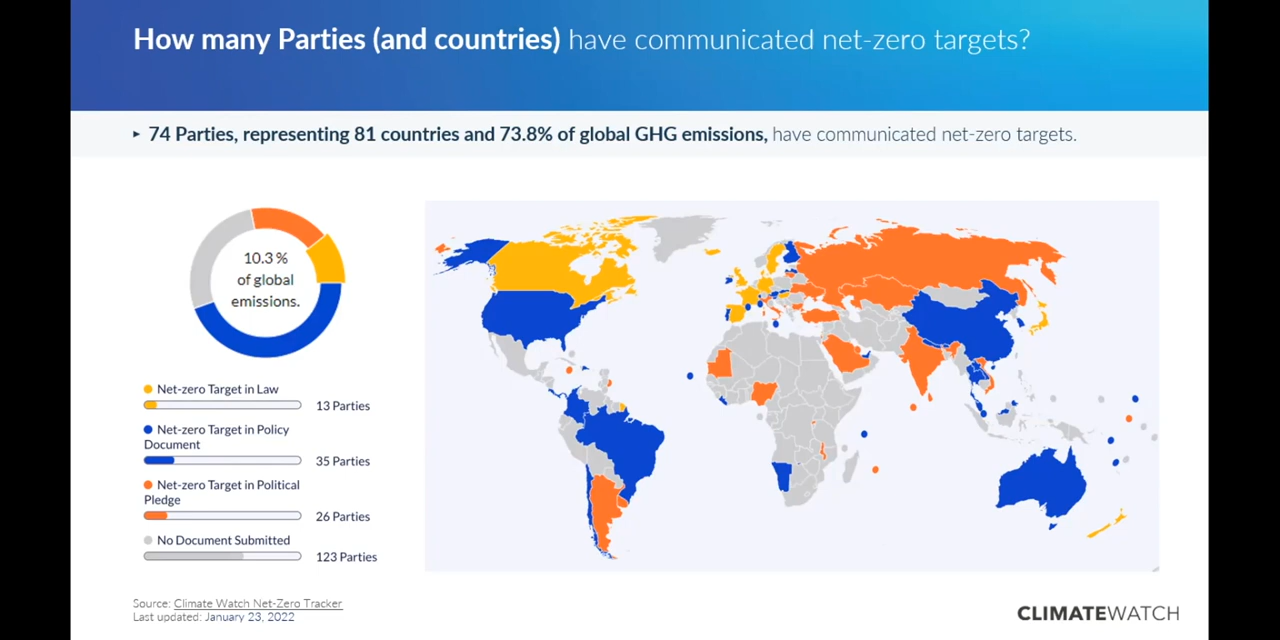 How many Parties (and countries) have communicated net-zero targets?
▸ 74 Parties, representing 81 countries and 73.8% of global GHG emissions, have communicated net-zero targets.
10.3 %
of global
emissions.
Net-zero Target in Law
13 Parties
Net-zero Target in Policy
Document
35 Parties
Net-zero Target in Political
Pledge
26 Parties
No Document Submitted
123 Parties
Source: Climate Watch Net-Zero Tracker
Last updated: January 23, 2022
CLIMATEWATCH